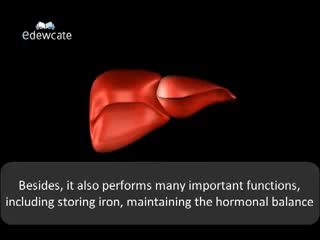 edewcate
Besides, it also performs many important functions,
including storing iron, maintaining the hormonal balance